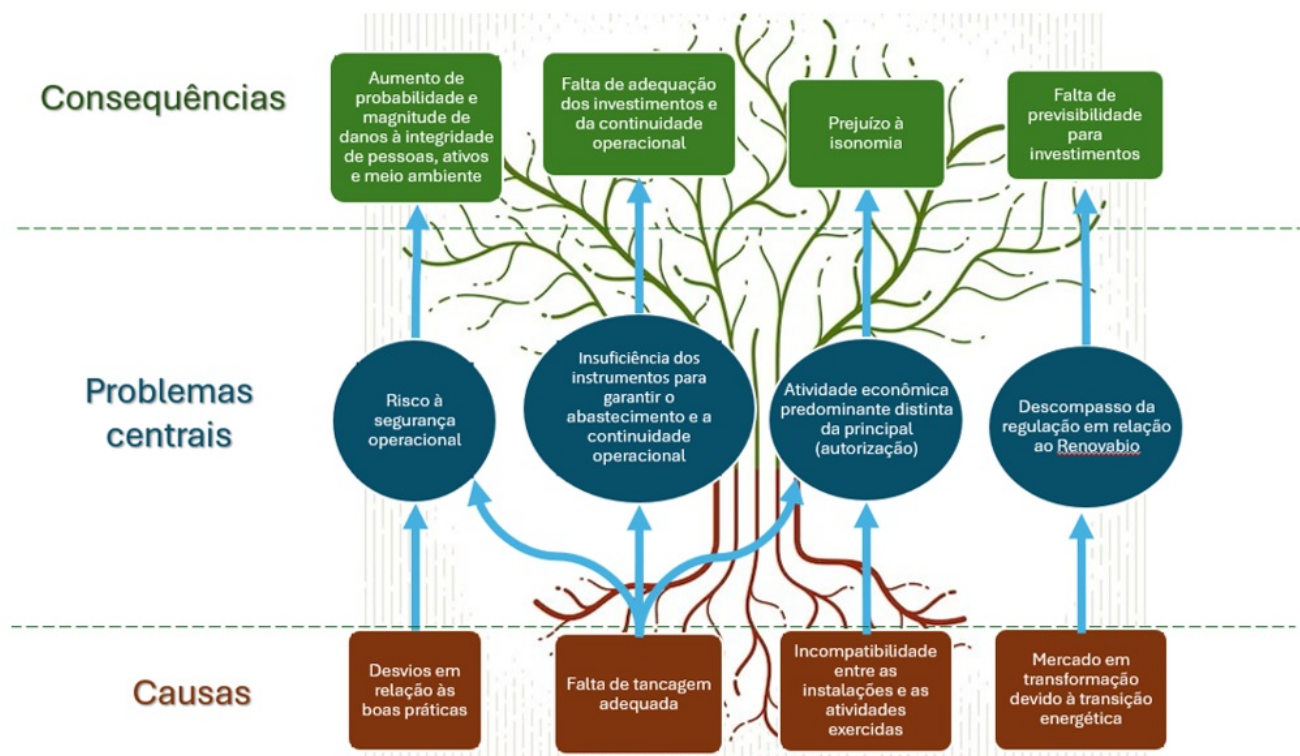 Consequências
Aumento de
probabilidade e
magnitude de
danos à integridade
de pessoas, ativos
e meio ambiente
Falta de adequação
dos investimentos e
da continuidade
operacional
Prejuízo à
isonomia
Falta de
previsibilidade
para
investimentos
Problemas
centrais
Risco à
segurança
operacional
Insuficiência dos
instrumentos para
garantir o
abastecimento e a
continuidade
operacional
Atividade econômica
predominante distinta
da principal
(autorização)
Descompasso da
regulação em relação
ao Renovabio
Causas
Desvios em
relação às
boas práticas
Falta de tancagem
adequada
Incompatibilidade
entre as
instalações e as
atividades
exercidas
Mercado em
transformação
devido à transição
energética